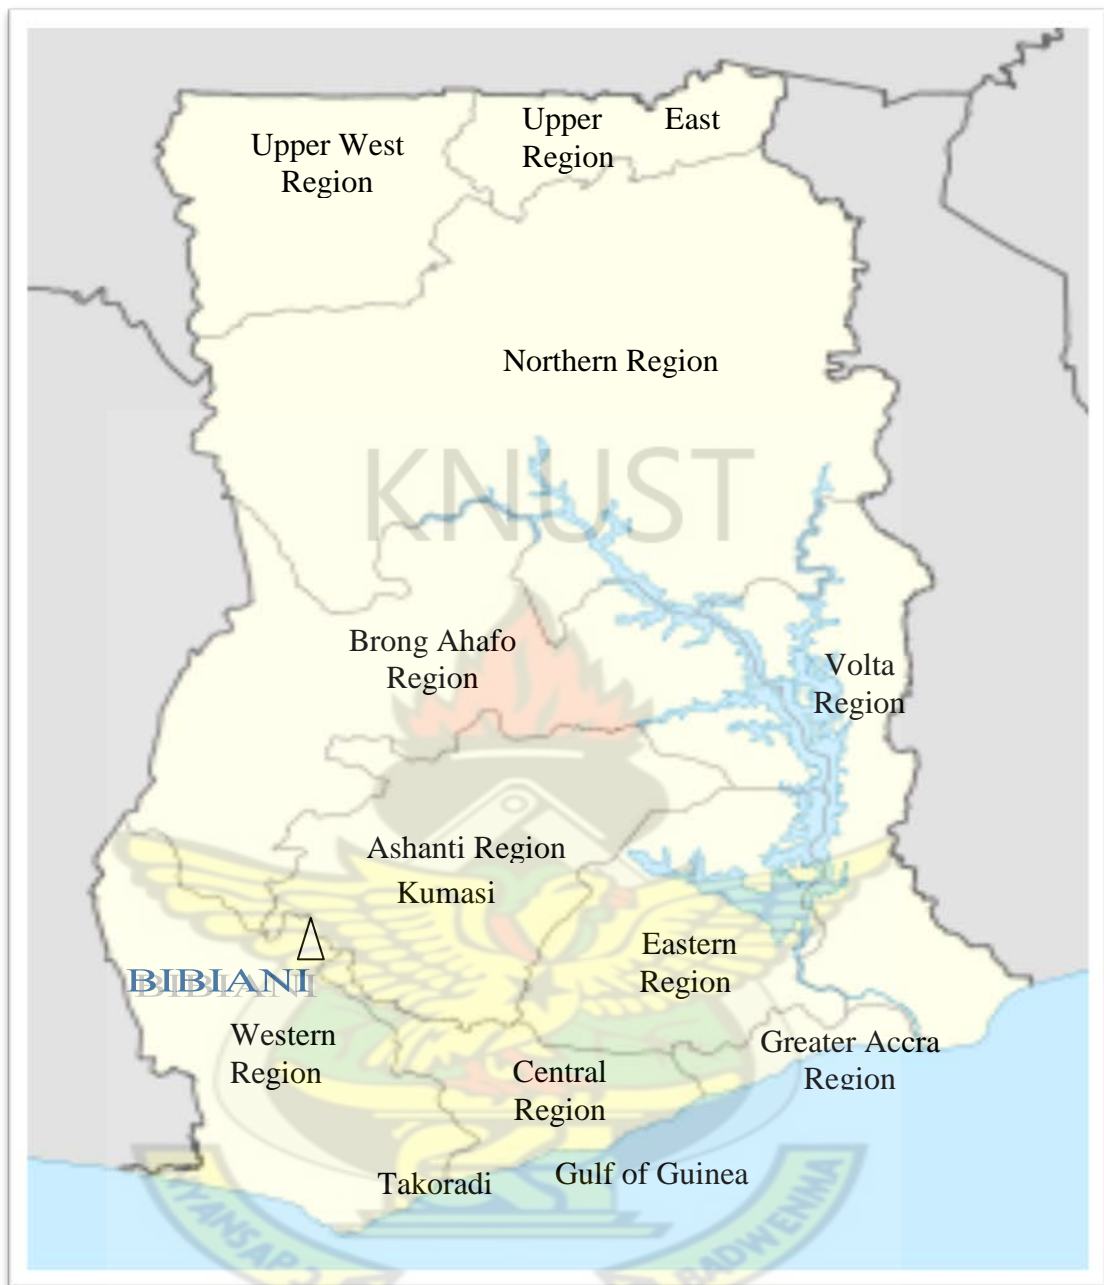 Upper West
Region
Upper East
Region
Northern Region
KNUST
Brong Ahafo
Region
Volta
Region
Ashanti Region
Kumasi
Eastern
Region
BIBIANI
Western
Region
Greater Accra
Region
Central
Region
Takoradi
Gulf of Guinea
BADWENMA